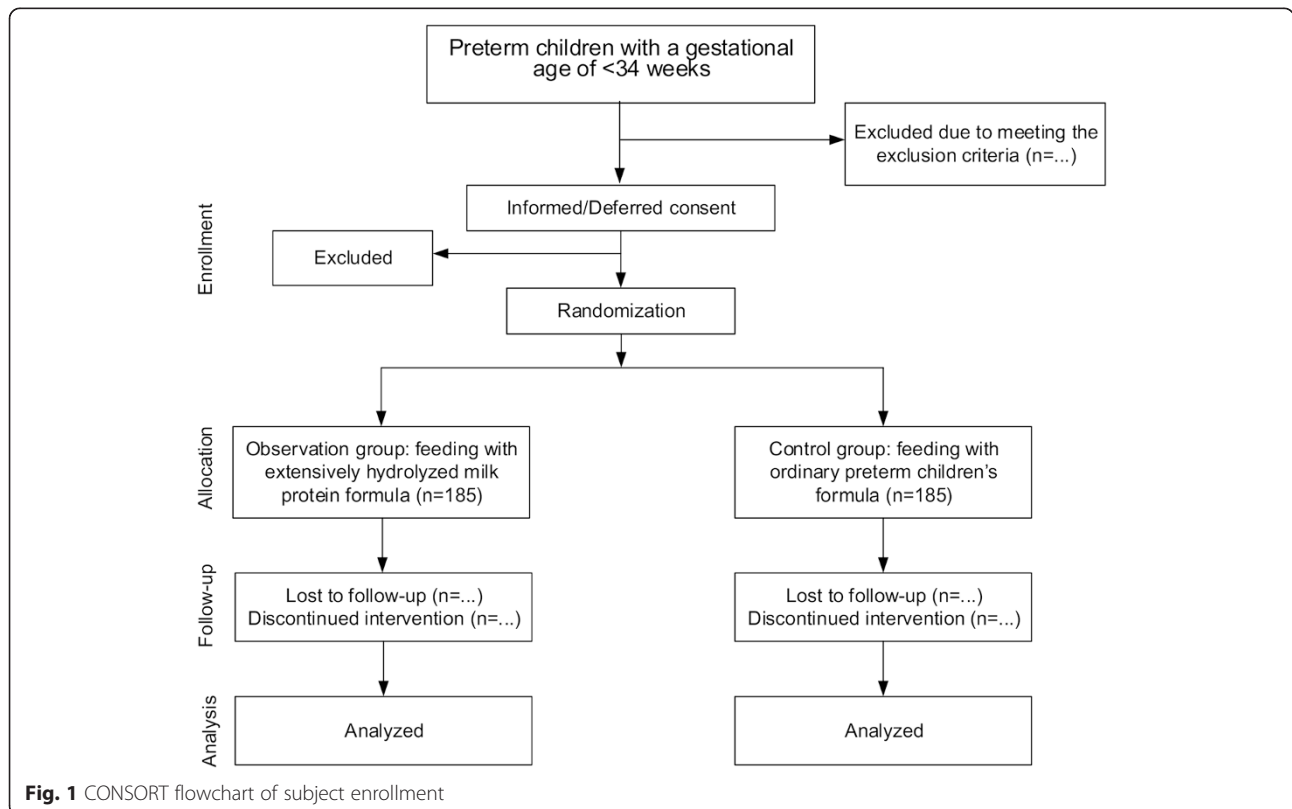 Preterm children with a gestational
age of <34 weeks
Excluded due to meeting the
exclusion criteria (n=...)
Enrollment
Informed/Deferred consent
Excluded
Randomization
Allocation
Observation group: feeding with
extensively hydrolyzed milk
protein formula (n=185)
Control group: feeding with
ordinary preterm children's
formula (n=185)
Follow-up
Lost to follow-up (n=...)
Discontinued intervention (n=...)
Lost to follow-up (n=...)
Discontinued intervention (n=...)
Analysis
Analyzed
Analyzed
Fig. 1 CONSORT flowchart of subject enrollment